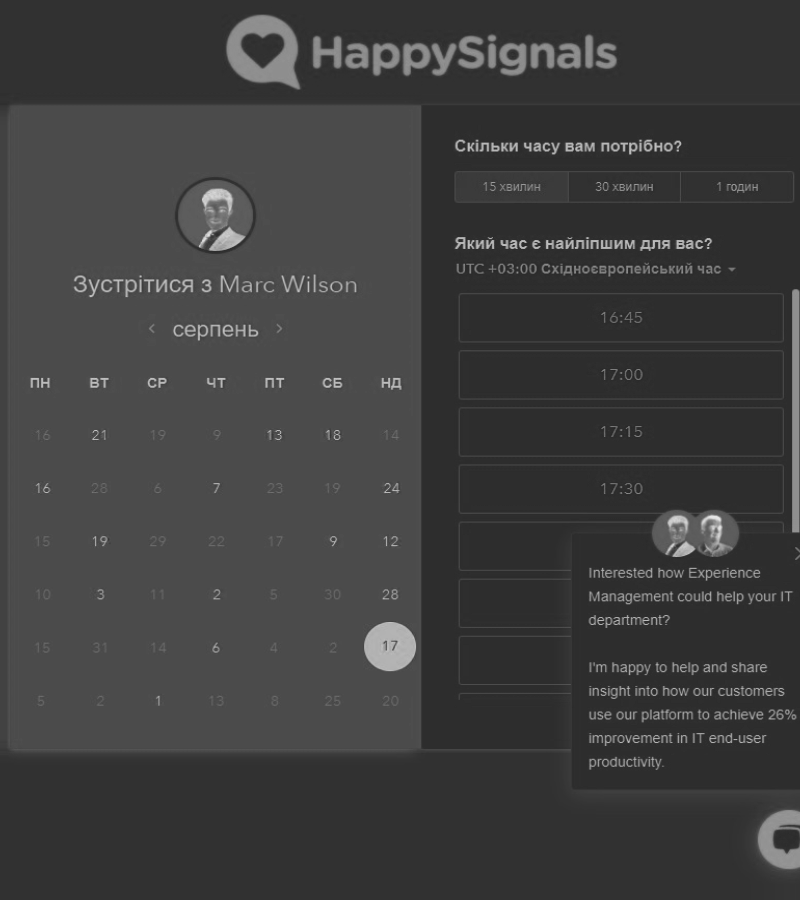 HappySignals
Зустрітися з Marc Wilson
серпень
ПН ВТ СР ЧТ ПТ СБ НД
16 21 19 9 13 18 14
16 28 6 7 23 19 24
15 19 29 22 17 9 12
10 3 11 2 5 30 28
15 31 14 6 4 2 17
5 2 1 13 8 25 20
Скільки часу вам потрібно?
15 хвилин 30 хвилин 1 годин
Який час є найліпшим для вас?
UTC +03:00 Східноєвропейський час
16:45
17:00
17:15
17:30
Interested how Experience
Management could help your IT
department?
I'm happy to help and share
insight into how our customers
use our platform to achieve 26%
improvement in IT end-user
productivity.